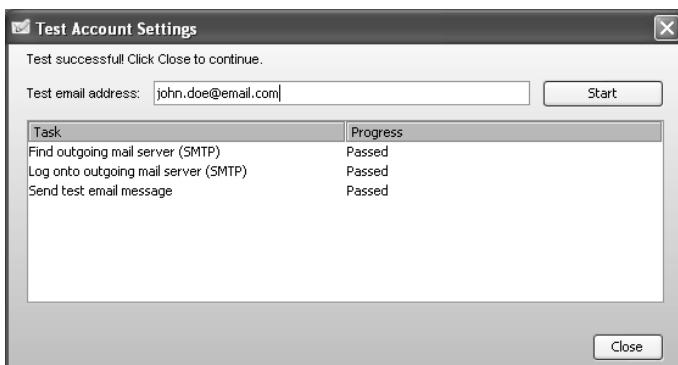 Test Account Settings
Test successful! Click Close to continue.
Test email address: john.doe@email.com Start
Task Progress
Find outgoing mail server (SMTP) Passed
Log onto outgoing mail server (SMTP) Passed
Send test email message Passed
Close